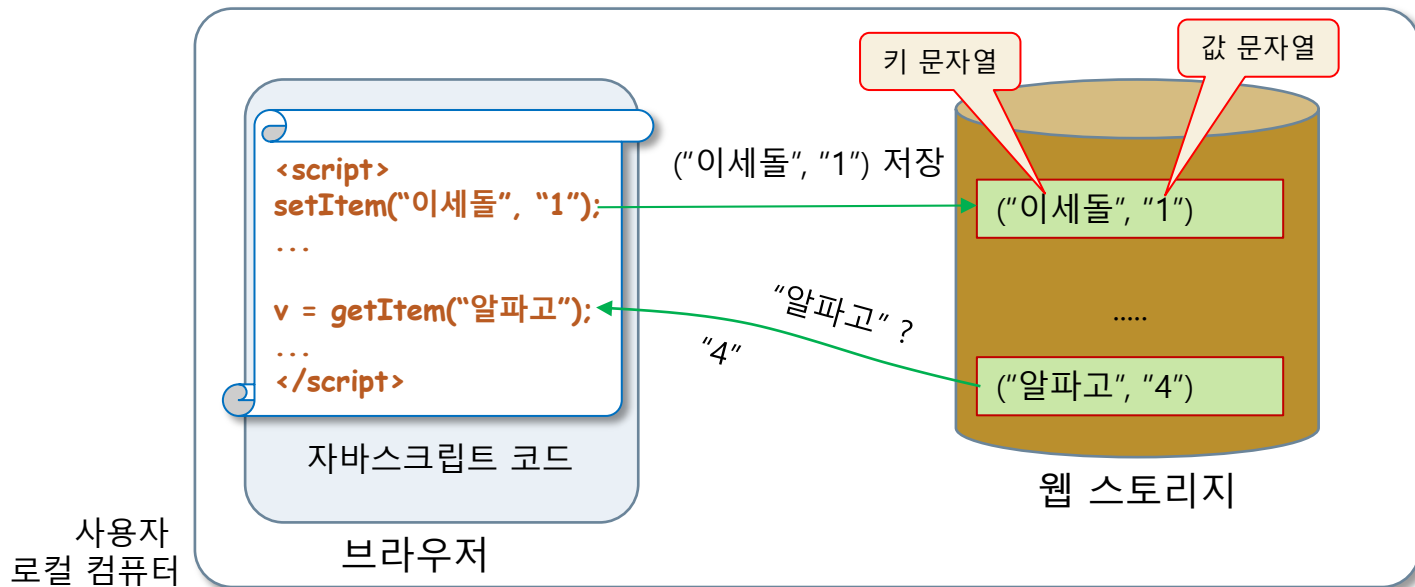 키 문자열
값 문자열
<script>
setItem(“이세돌”, “1”);
...
v = getItem(“알파고”);
...
</script>
자바스크립트 코드
(“이세돌”, “1”) 저장
“알파고” ?
“4”
(“이세돌”, “1”)
.....
(“알파고”, “4”)
웹 스토리지
브라우저
사용자
로컬 컴퓨터